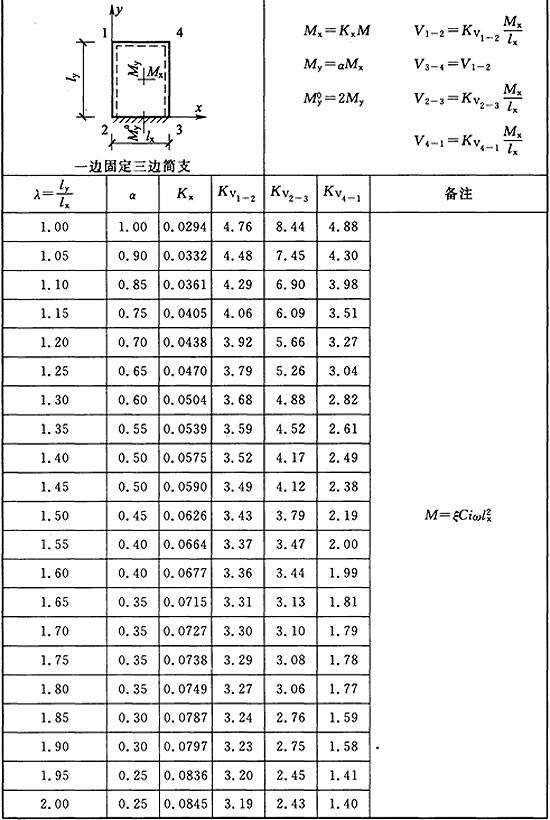 y
1 4
l_y
M_y
M_x
x
2 M_y^0 l_x 3
一边固定三边简支
M_x=K_xM V_{1-2}=K_{V_{1-2}} M_x/l_x
M_y=αM_x V_{3-4}=V_{1-2}
M_y^0=2M_y V_{2-3}=K_{V_{2-3}} M_x/l_x
V_{4-1}=K_{V_{4-1}} M_x/l_x
λ=l_y/l_x α K_x K_{V_{1-2}} K_{V_{2-3}} K_{V_{4-1}} 备注
1.00 1.00 0.0294 4.76 8.44 4.88
1.05 0.90 0.0332 4.48 7.45 4.30
1.10 0.85 0.0361 4.29 6.90 3.98
1.15 0.75 0.0405 4.06 6.09 3.51
1.20 0.70 0.0438 3.92 5.66 3.27
1.25 0.65 0.0470 3.79 5.26 3.04
1.30 0.60 0.0504 3.68 4.88 2.82
1.35 0.55 0.0539 3.59 4.52 2.61
1.40 0.50 0.0575 3.52 4.17 2.49
1.45 0.50 0.0590 3.49 4.12 2.38
1.50 0.45 0.0626 3.43 3.79 2.19
M=ξCiωl_x^2
1.55 0.40 0.0664 3.37 3.47 2.00
1.60 0.40 0.0677 3.36 3.44 1.99
1.65 0.35 0.0715 3.31 3.13 1.81
1.70 0.35 0.0727 3.30 3.10 1.79
1.75 0.35 0.0738 3.29 3.08 1.78
1.80 0.35 0.0749 3.27 3.06 1.77
1.85 0.30 0.0787 3.24 2.76 1.59
1.90 0.30 0.0797 3.23 2.75 1.58
1.95 0.25 0.0836 3.20 2.45 1.41
2.00 0.25 0.0845 3.19 2.43 1.40